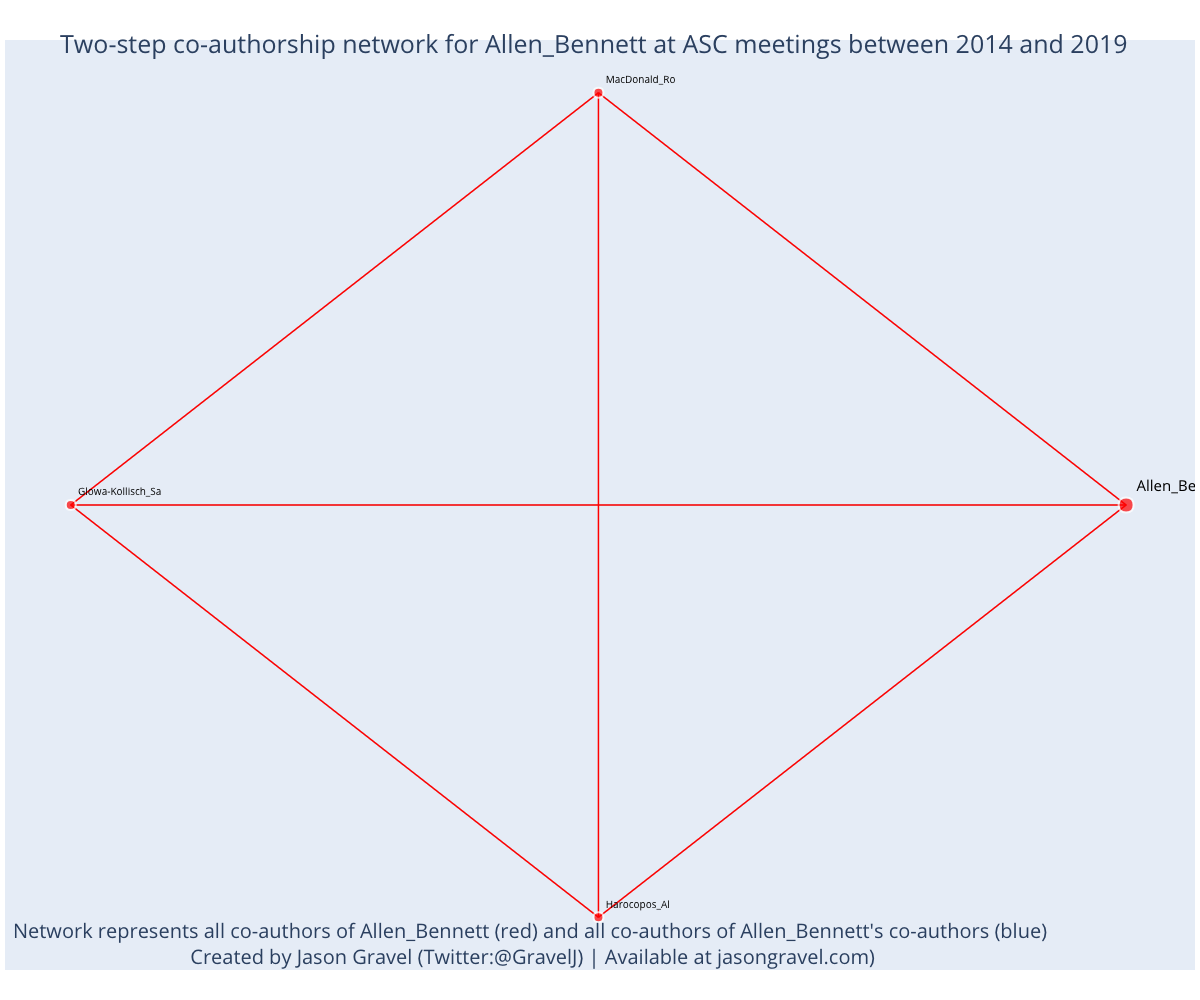 Two-step co-authorship network for Allen_Bennett at ASC meetings between 2014 and 2019
MacDonald_Ro
Glowa-Kollisch_Sa
Allen_Be
Harocopos_Al
Network represents all co-authors of Allen_Bennett (red) and all co-authors of Allen_Bennett's co-authors (blue)
Created by Jason Gravel (Twitter:@GravelJ) | Available at jasongravel.com)